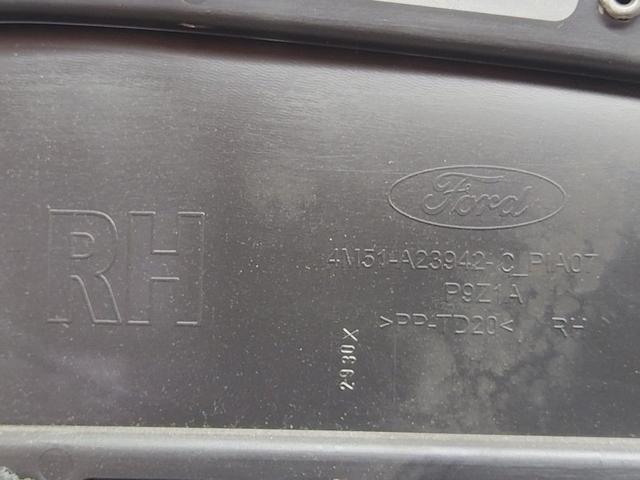 RH
Ford
4M51-A23942-C_PIA07
P9Z1A
>PP-TD20< RH
2930X